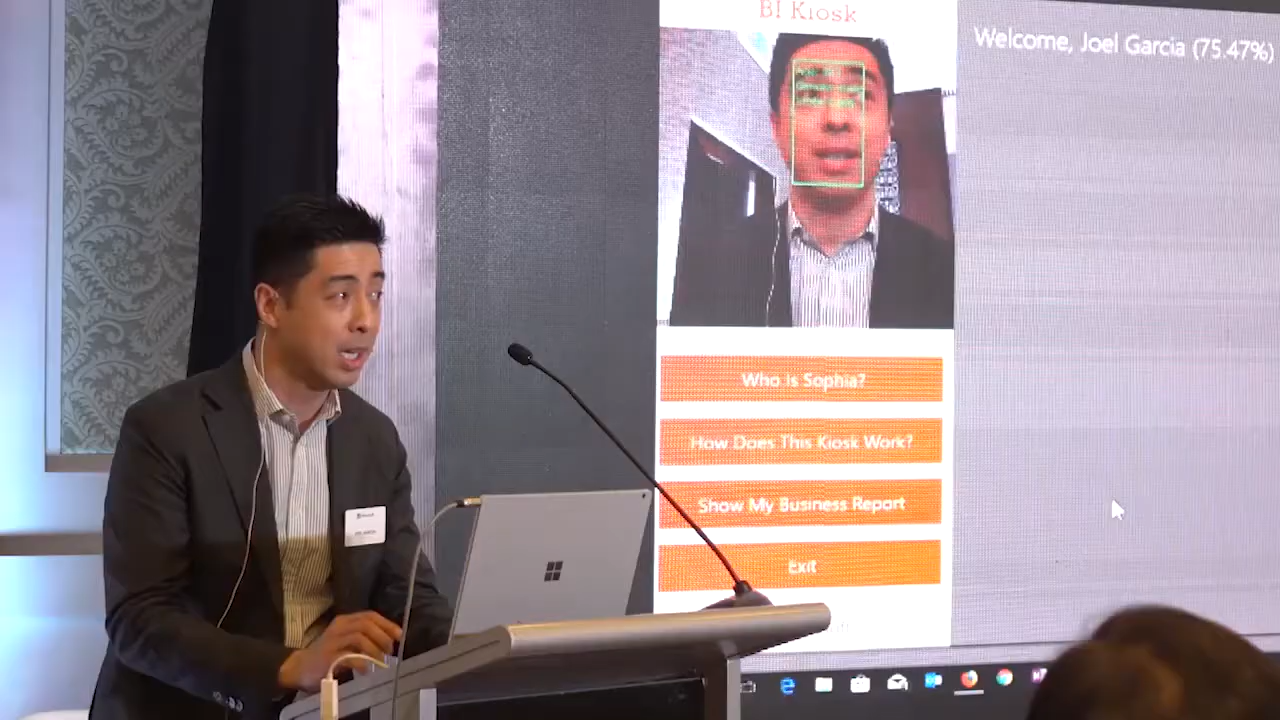 BI Kiosk
Welcome, Joel Garcia (75.47%)
Who is Sophia?
How Does This Kiosk Work?
Show My Business Report
Exit